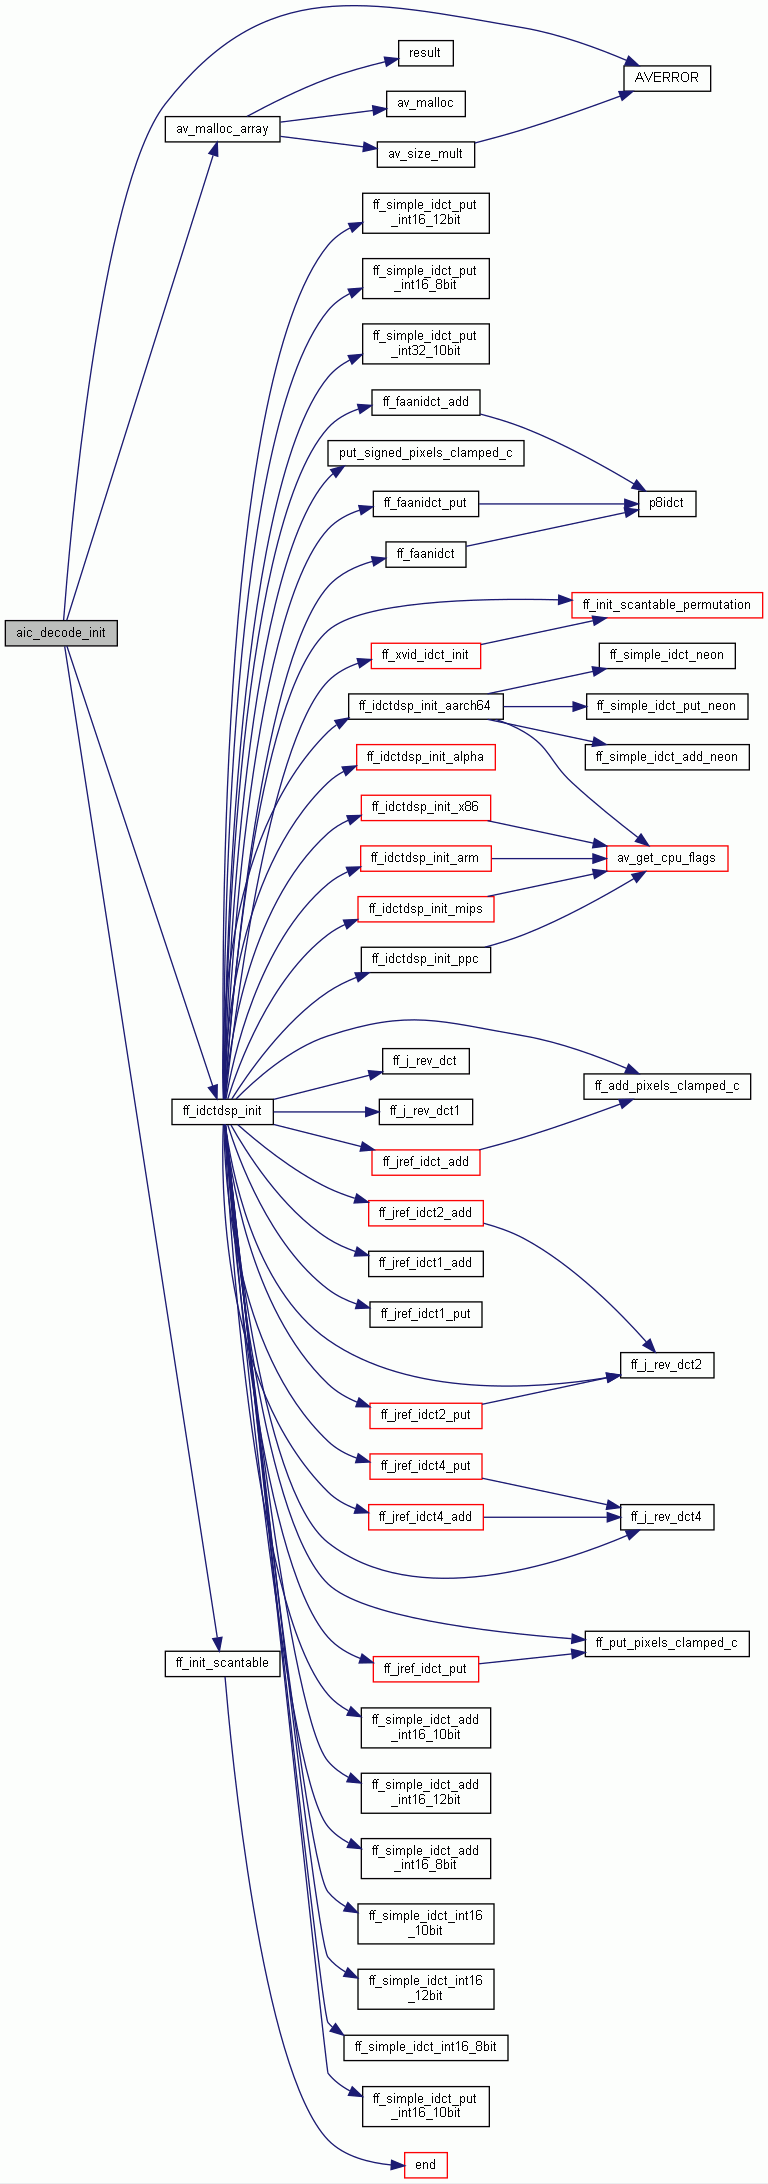 result
AVERROR
av_malloc
av_malloc_array
av_size_mult
ff_simple_idct_put
_int16_12bit
ff_simple_idct_put
_int16_8bit
ff_simple_idct_put
_int32_10bit
ff_faanidct_add
put_signed_pixels_clamped_c
ff_faanidct_put
p8idct
ff_faanidct
ff_init_scantable_permutation
aic_decode_init
ff_xvid_idct_init
ff_simple_idct_neon
ff_idctdsp_init_aarch64
ff_simple_idct_put_neon
ff_idctdsp_init_alpha
ff_simple_idct_add_neon
ff_idctdsp_init_x86
ff_idctdsp_init_arm
av_get_cpu_flags
ff_idctdsp_init_mips
ff_idctdsp_init_ppc
ff_j_rev_dct
ff_add_pixels_clamped_c
ff_idctdsp_init
ff_j_rev_dct1
ff_jref_idct_add
ff_jref_idct2_add
ff_jref_idct1_add
ff_jref_idct1_put
ff_j_rev_dct2
ff_jref_idct2_put
ff_jref_idct4_put
ff_jref_idct4_add
ff_j_rev_dct4
ff_put_pixels_clamped_c
ff_init_scantable
ff_jref_idct_put
ff_simple_idct_add
_int16_10bit
ff_simple_idct_add
_int16_12bit
ff_simple_idct_add
_int16_8bit
ff_simple_idct_int16
_10bit
ff_simple_idct_int16
_12bit
ff_simple_idct_int16_8bit
ff_simple_idct_put
_int16_10bit
end